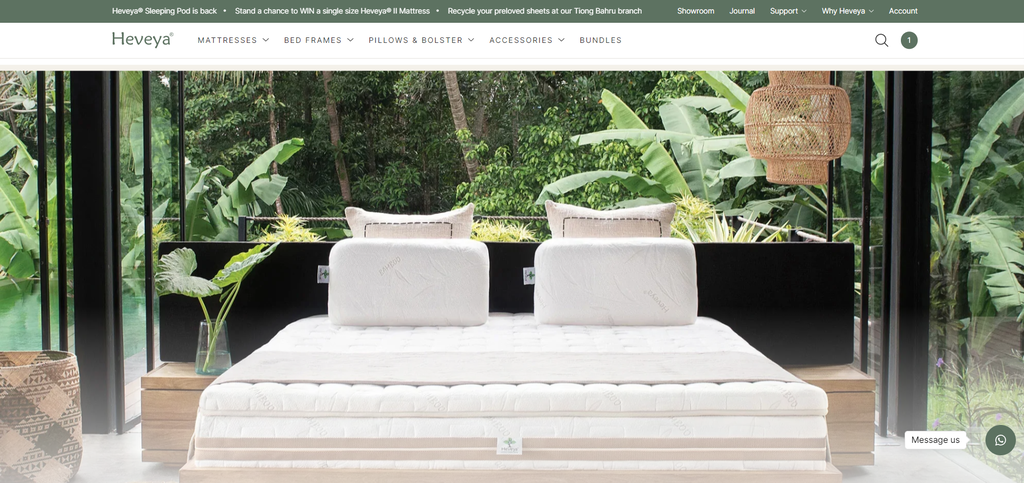 Heveya® Sleeping Pod is back • Stand a chance to WIN a single size Heveya® II Mattress • Recycle your preloved sheets at our Tiong Bahru branch
Showroom Journal Support Why Heveya Account
Heveya®
MATTRESSES BED FRAMES PILLOWS & BOLSTER ACCESSORIES BUNDLES
1
Message us